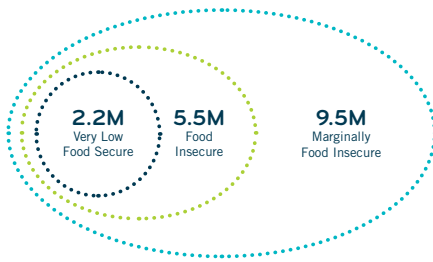 2.2M
Very Low
Food Secure
5.5M
Food
Insecure
9.5M
Marginally
Food Insecure